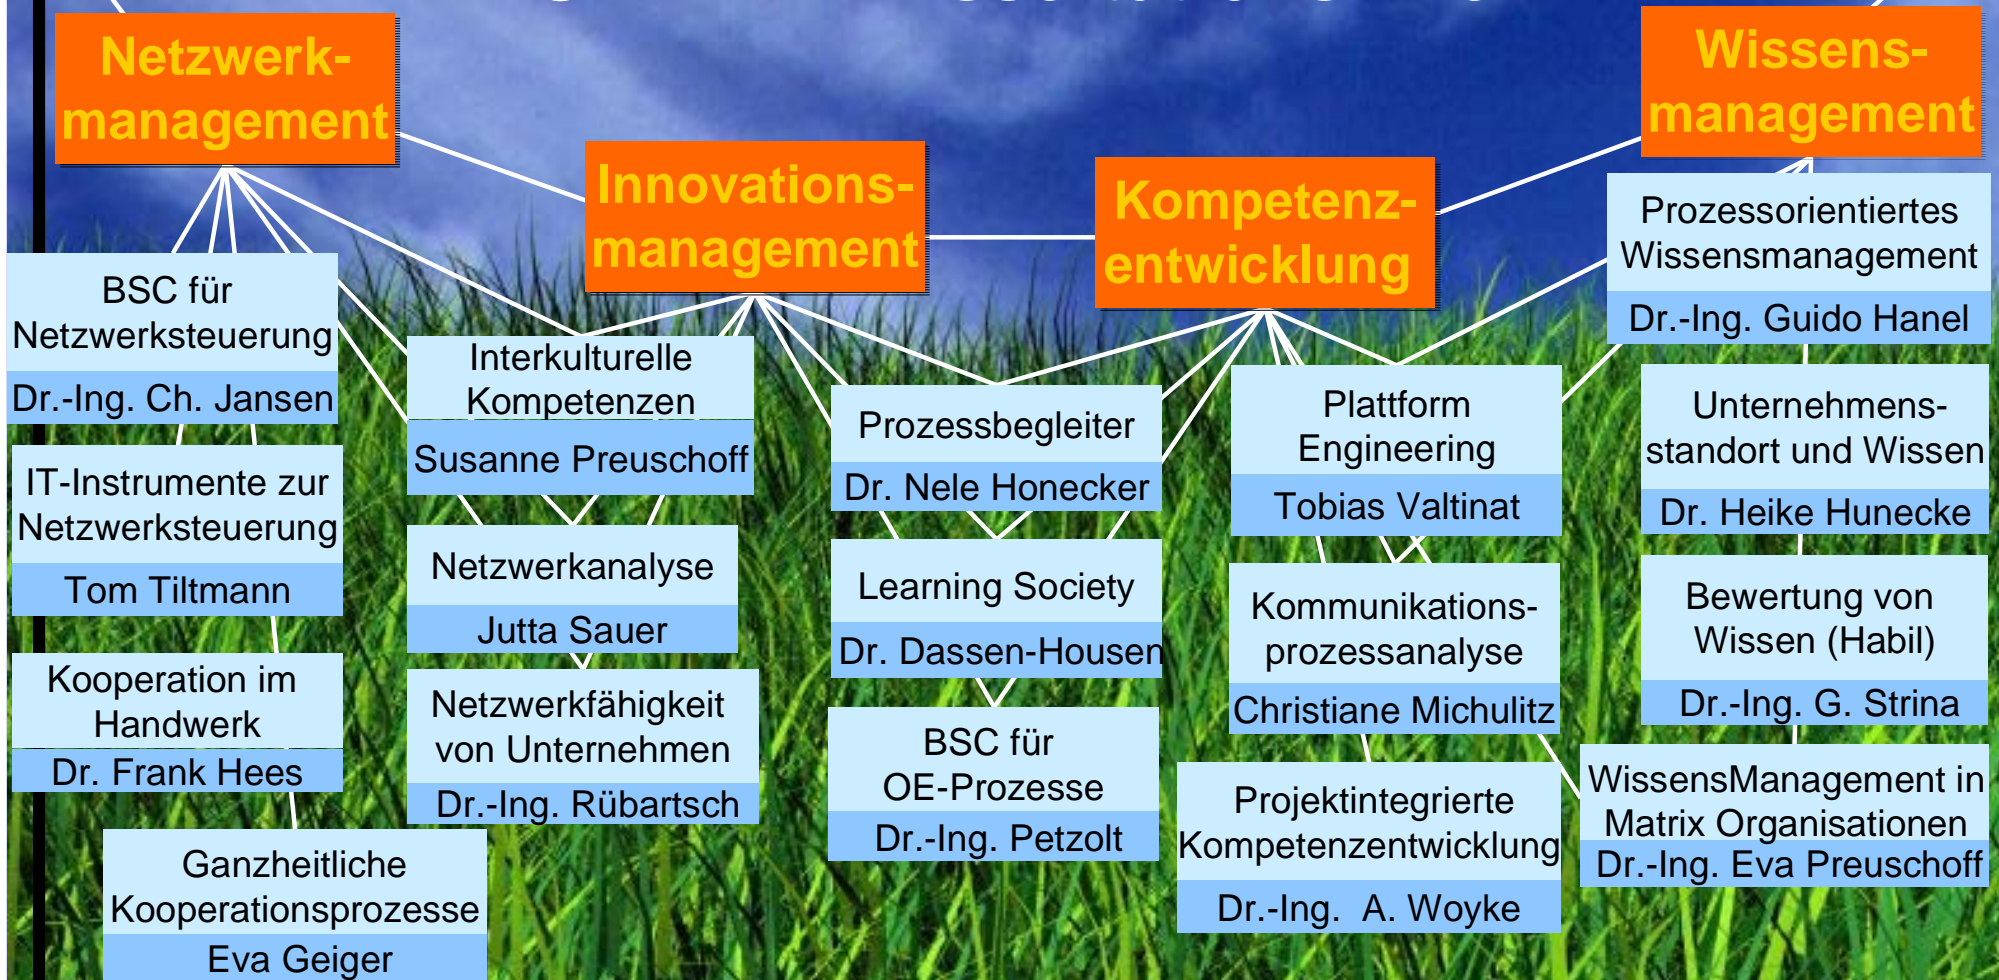 Netzwerk-
management
Innovations-
management
Kompetenz-
entwicklung
Wissens-
management
BSC für
Netzwerksteuerung
Dr.-Ing. Ch. Jansen
IT-Instrumente zur
Netzwerksteuerung
Tom Tiltmann
Kooperation im
Handwerk
Dr. Frank Hees
Ganzheitliche
Kooperationsprozesse
Eva Geiger
Interkulturelle
Kompetenzen
Susanne Preuschoff
Netzwerkanalyse
Jutta Sauer
Netzwerkfähigkeit
von Unternehmen
Dr.-Ing. Rübartsch
Prozessbegleiter
Dr. Nele Honecker
Learning Society
Dr. Dassen-Housen
BSC für
OE-Prozesse
Dr.-Ing. Petzolt
Plattform
Engineering
Tobias Valtinat
Kommunikations-
prozessanalyse
Christiane Michulitz
Projektintegrierte
Kompetenzentwicklung
Dr.-Ing. A. Woyke
Prozessorientiertes
Wissensmanagement
Dr.-Ing. Guido Hanel
Unternehmens-
standort und Wissen
Dr. Heike Hunecke
Bewertung von
Wissen (Habil)
Dr.-Ing. G. Strina
WissensManagement in
Matrix Organisationen
Dr.-Ing. Eva Preuschoff